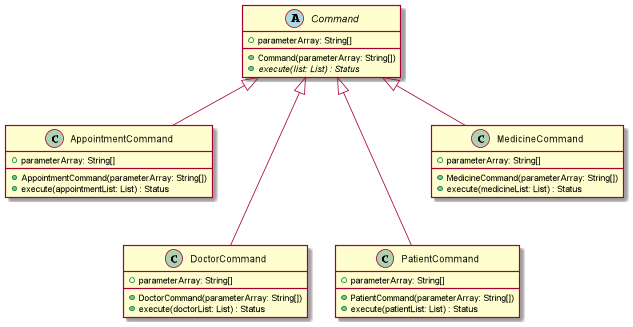 A Command
parameterArray: String[]
Command(parameterArray: String[])
execute(list: List) : Status
C AppointmentCommand
parameterArray: String[]
AppointmentCommand(parameterArray: String[])
execute(appointmentList: List) : Status
C MedicineCommand
parameterArray: String[]
MedicineCommand(parameterArray: String[])
execute(medicineList: List) : Status
C DoctorCommand
parameterArray: String[]
DoctorCommand(parameterArray: String[])
execute(doctorList: List) : Status
C PatientCommand
parameterArray: String[]
PatientCommand(parameterArray: String[])
execute(patientList: List) : Status